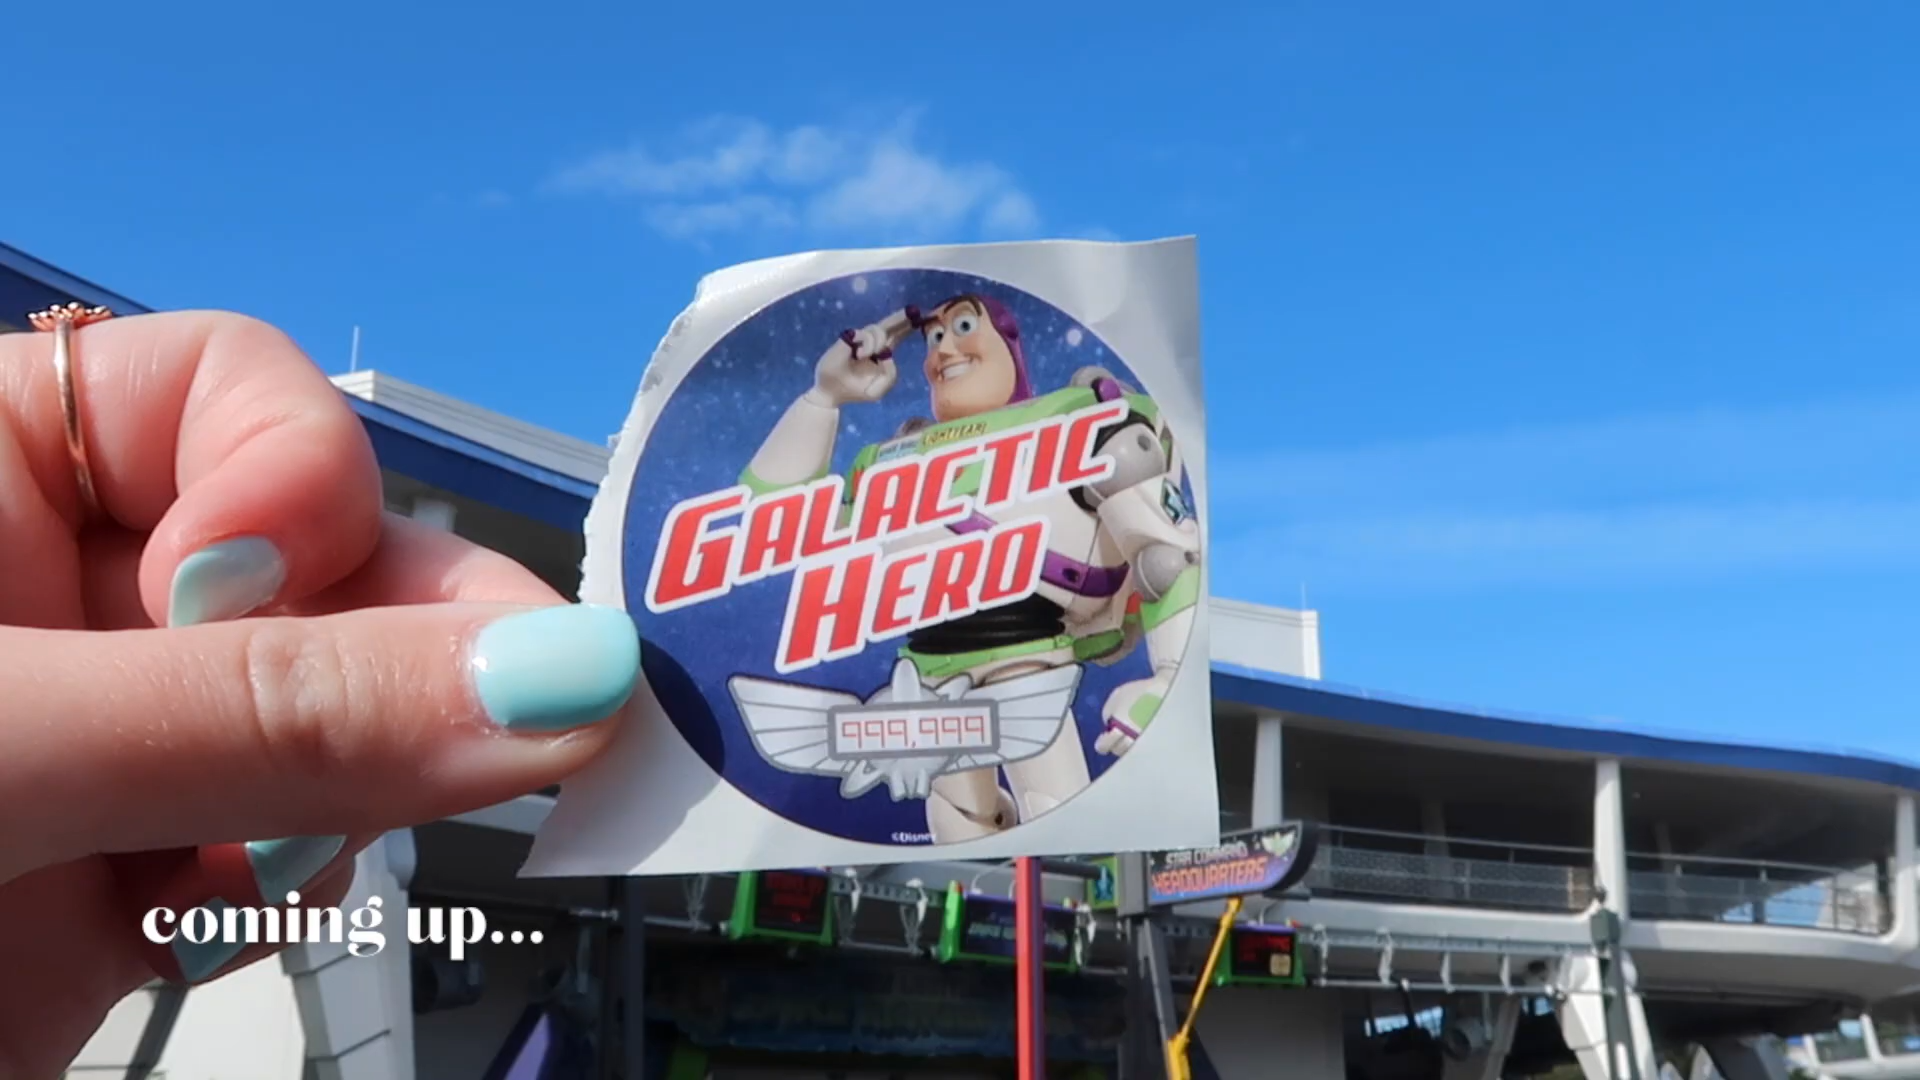 LIGHTYEAR
GALACTIC
HERO
999,999
©Disney
STAR COMMAND
HEADQUARTERS
coming up...